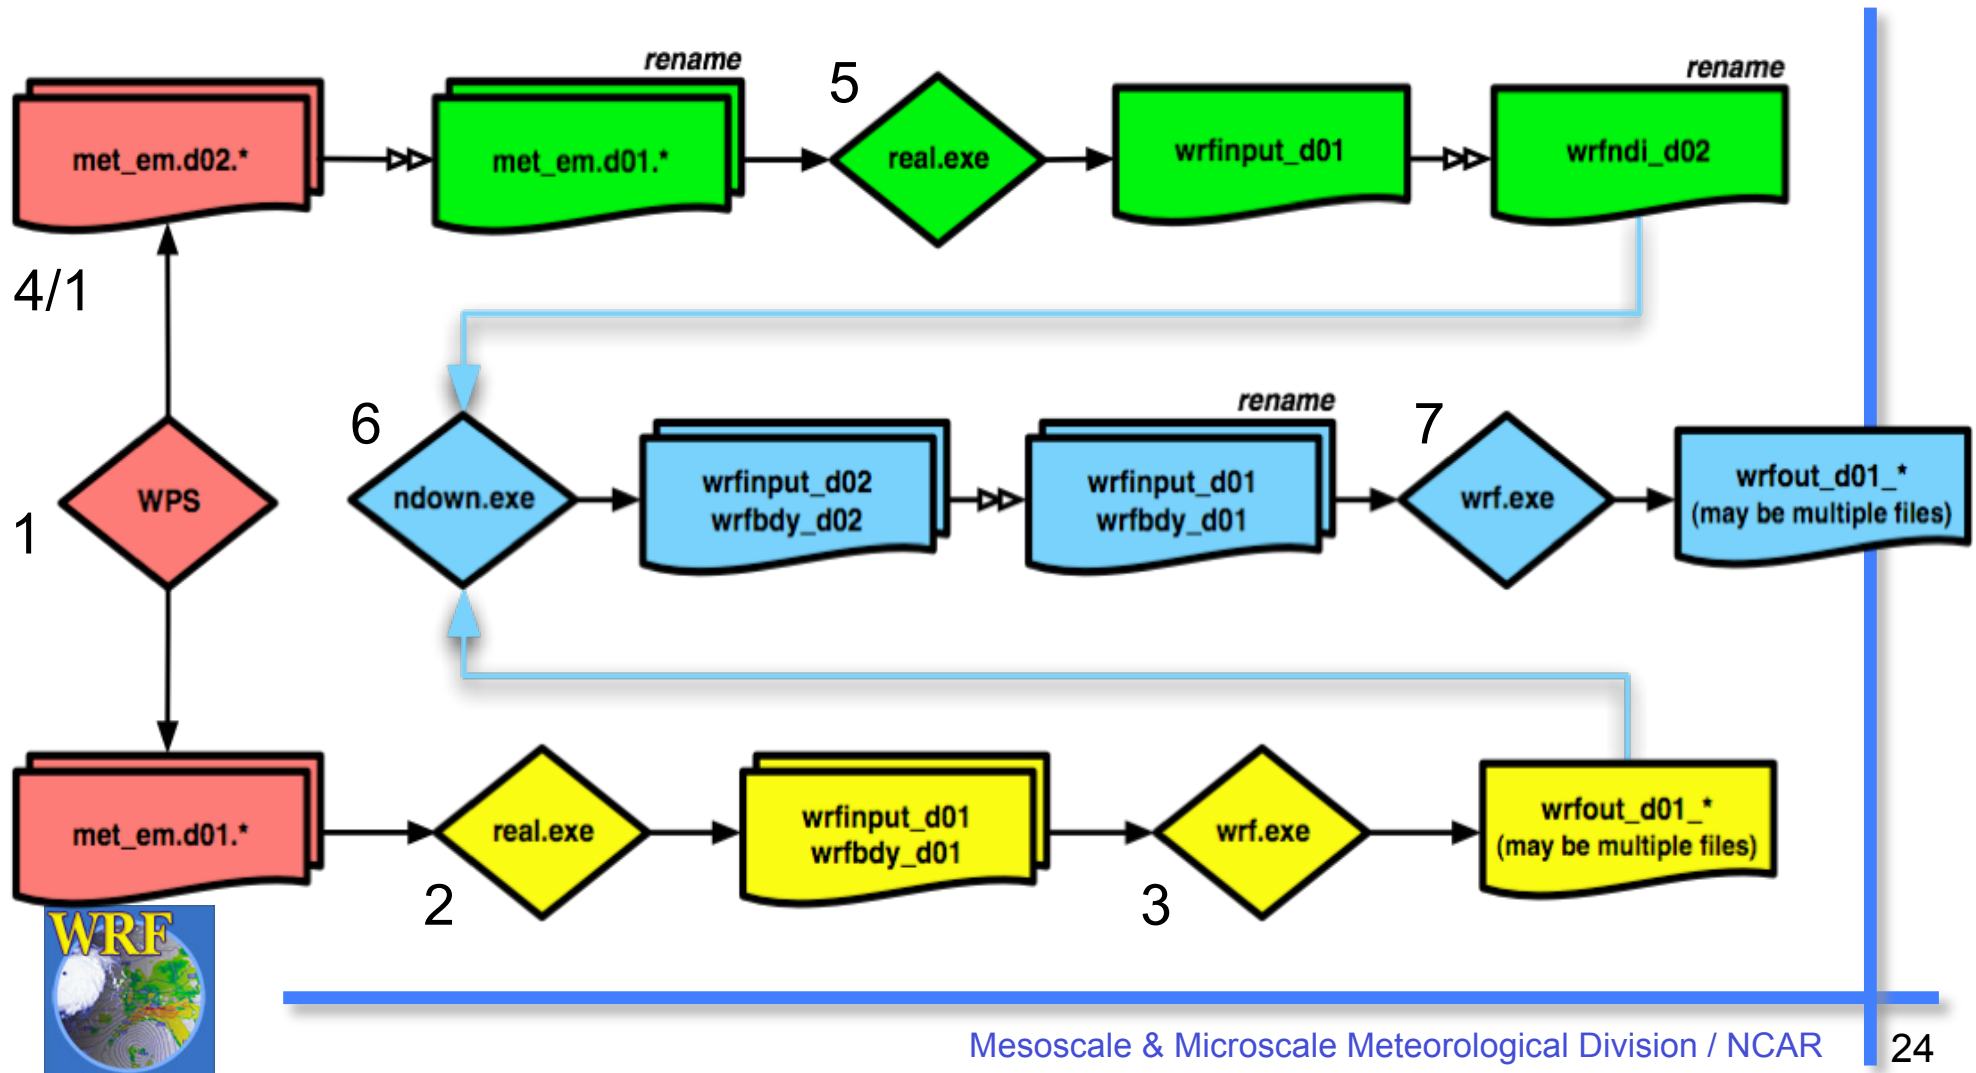 rename
5
rename
met_em.d02.*
met_em.d01.*
real.exe
wrfinput_d01
wrfndi_d02
4/1
6
rename
7
1
WPS
ndown.exe
wrfinput_d02
wrfbdy_d02
wrfinput_d01
wrfbdy_d01
wrf.exe
wrfout_d01_*
(may be multiple files)
met_em.d01.*
real.exe
wrfinput_d01
wrfbdy_d01
wrf.exe
wrfout_d01_*
(may be multiple files)
2
3
WRF
Mesoscale & Microscale Meteorological Division / NCAR
24